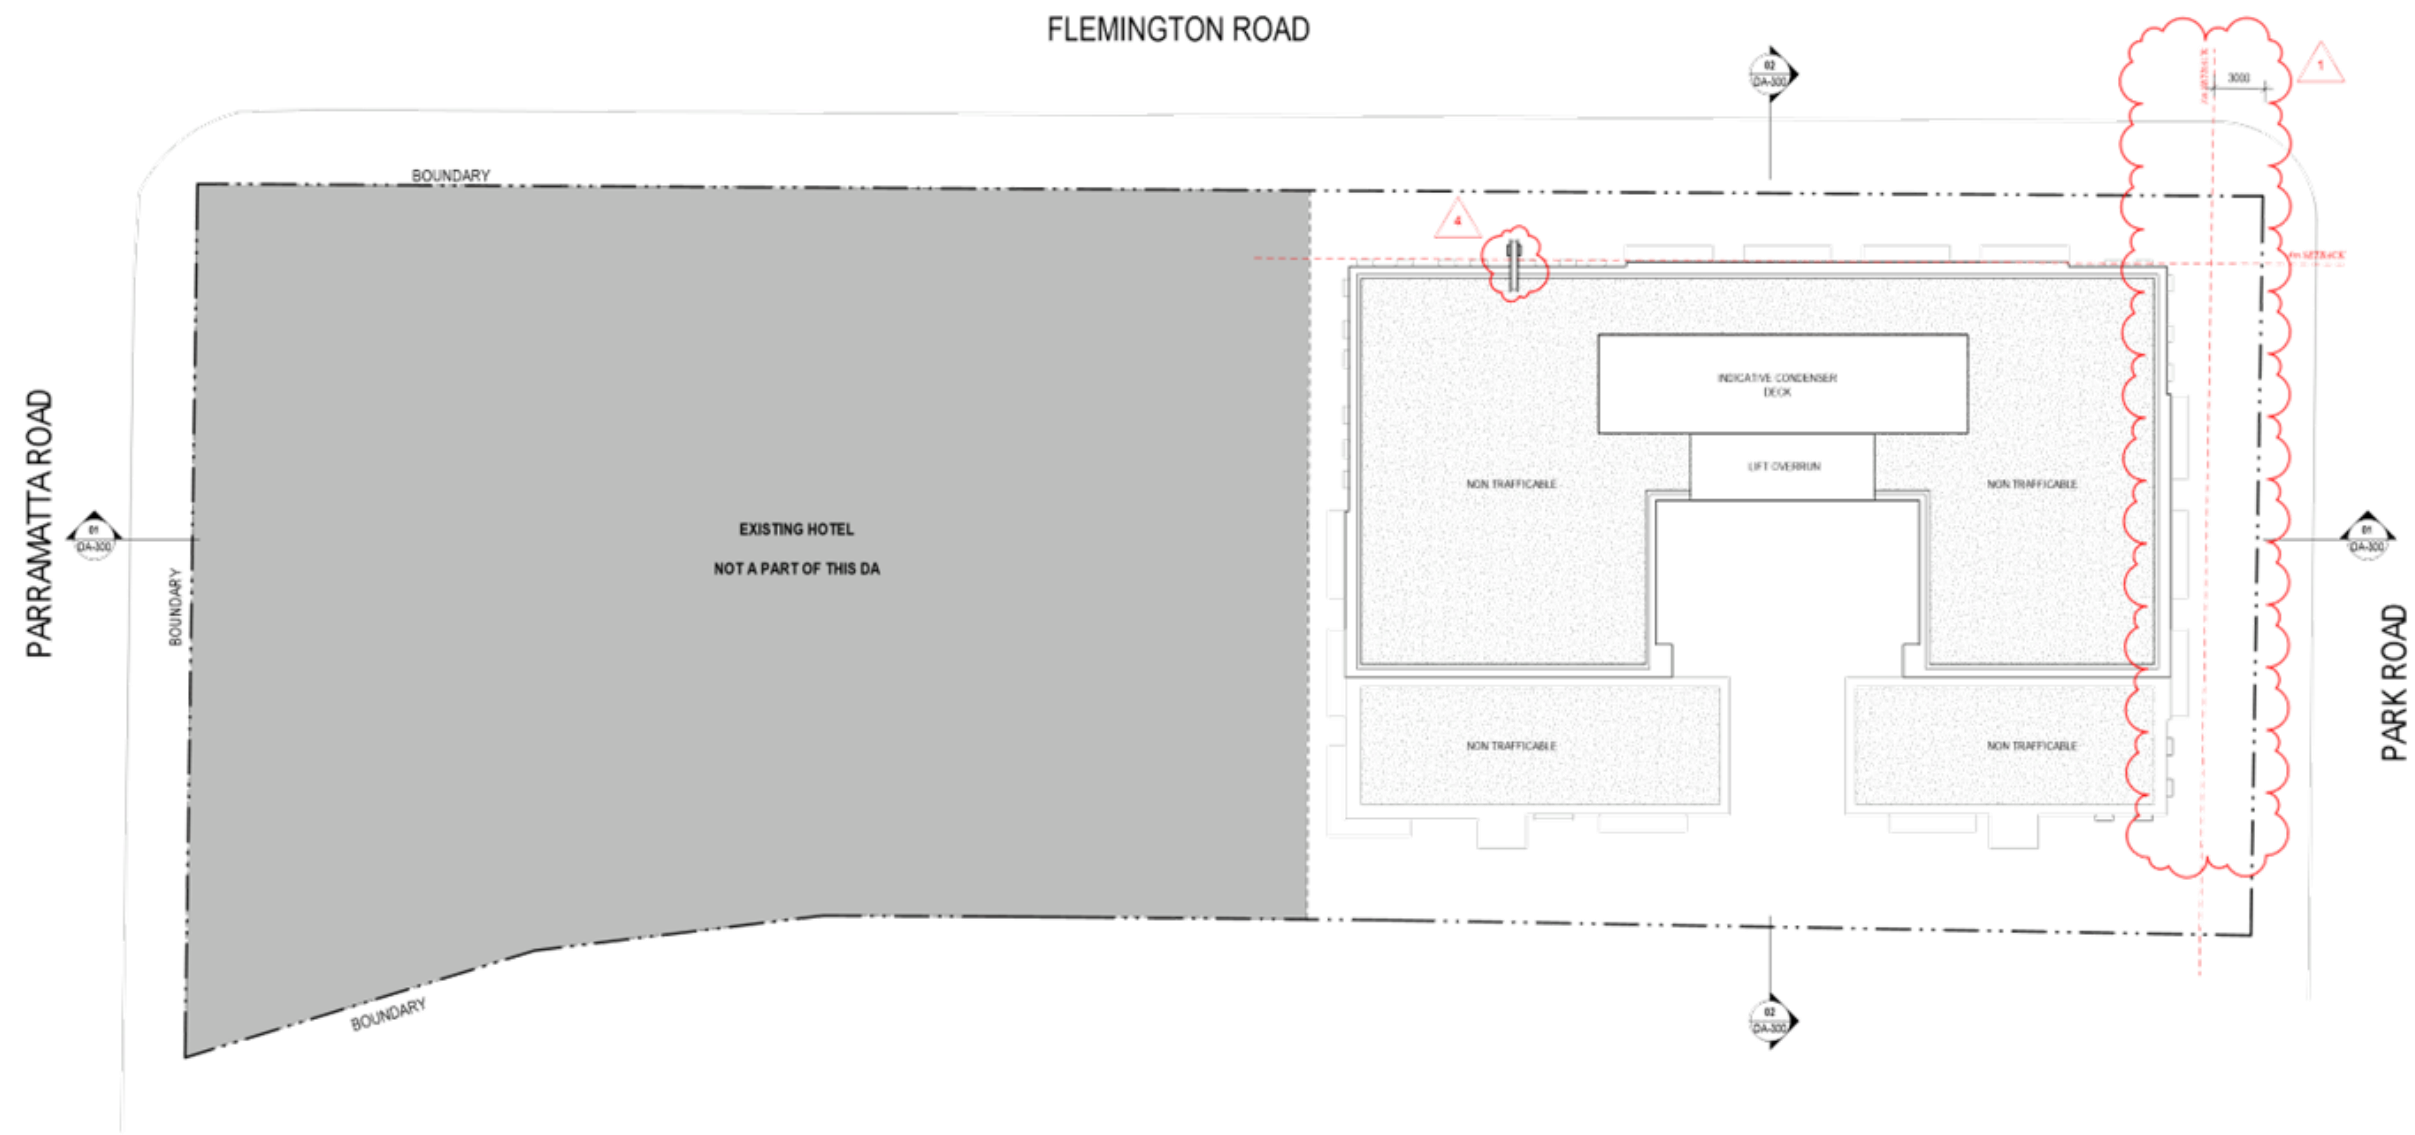 FLEMINGTON ROAD
02
DA-300
3000
1
BOUNDARY
4
4m SETBACK
INDICATIVE CONDENSER
DECK
LIFT OVERRUN
NON TRAFFICABLE
NON TRAFFICABLE
PARRAMATTA ROAD
01
DA-300
EXISTING HOTEL
NOT A PART OF THIS DA
BOUNDARY
01
DA-300
PARK ROAD
NON TRAFFICABLE
NON TRAFFICABLE
BOUNDARY
02
DA-300